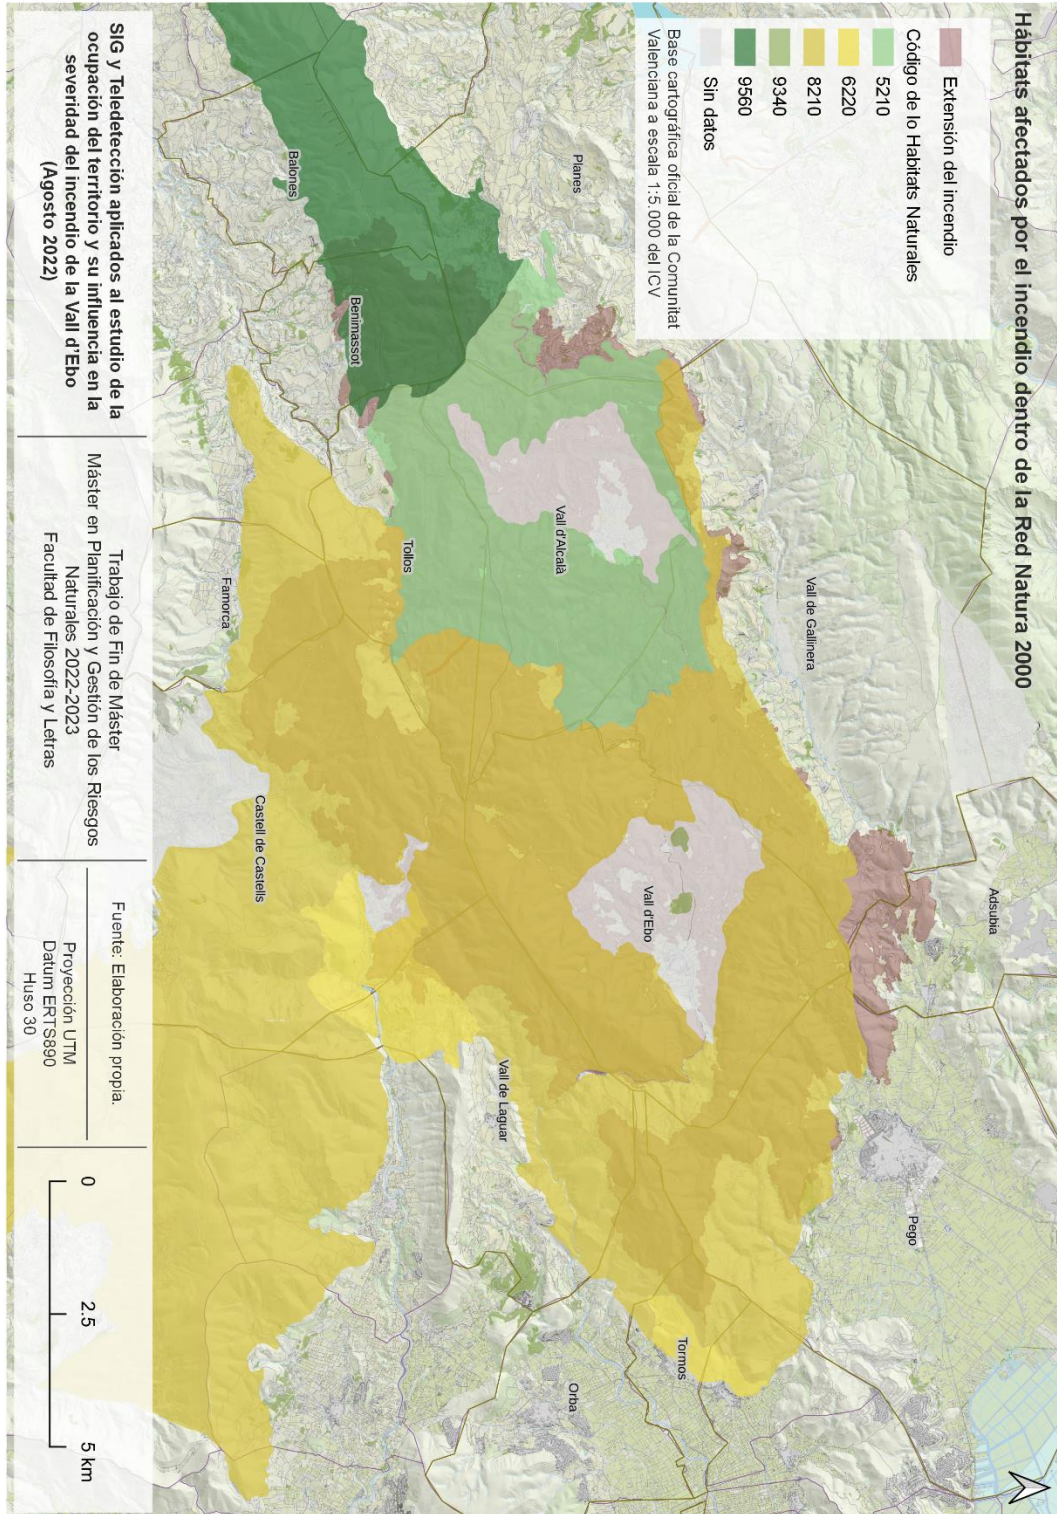 Hábitats afectados por el incendio dentro de la Red Natura 2000
Extensión del incendio
Código de lo Habitats Naturales
5210
6220
8210
9340
9560
Sin datos
Base cartográfica oficial de la Comunitat
Valenciana a escala 1:5.000 del ICV
Adsubia
Pego
Vall de Gallinera
Planes
Vall d'Ebo
Tormos
Vall d'Alcalà
Orba
Vall de Laguar
Tollos
Benimassot
Balones
Castell de Castells
Famorca
SIG y Teledetección aplicados al estudio de la
ocupación del territorio y su influencia en la
severidad del incendio de la Vall d'Ebo
(Agosto 2022)
Trabajo de Fin de Máster
Máster en Planificación y Gestión de los Riesgos
Naturales 2022-2023
Facultad de Filosofía y Letras
Fuente: Elaboración propia.
Proyección UTM
Datum ERTS890
Huso 30
0 2.5 5 km